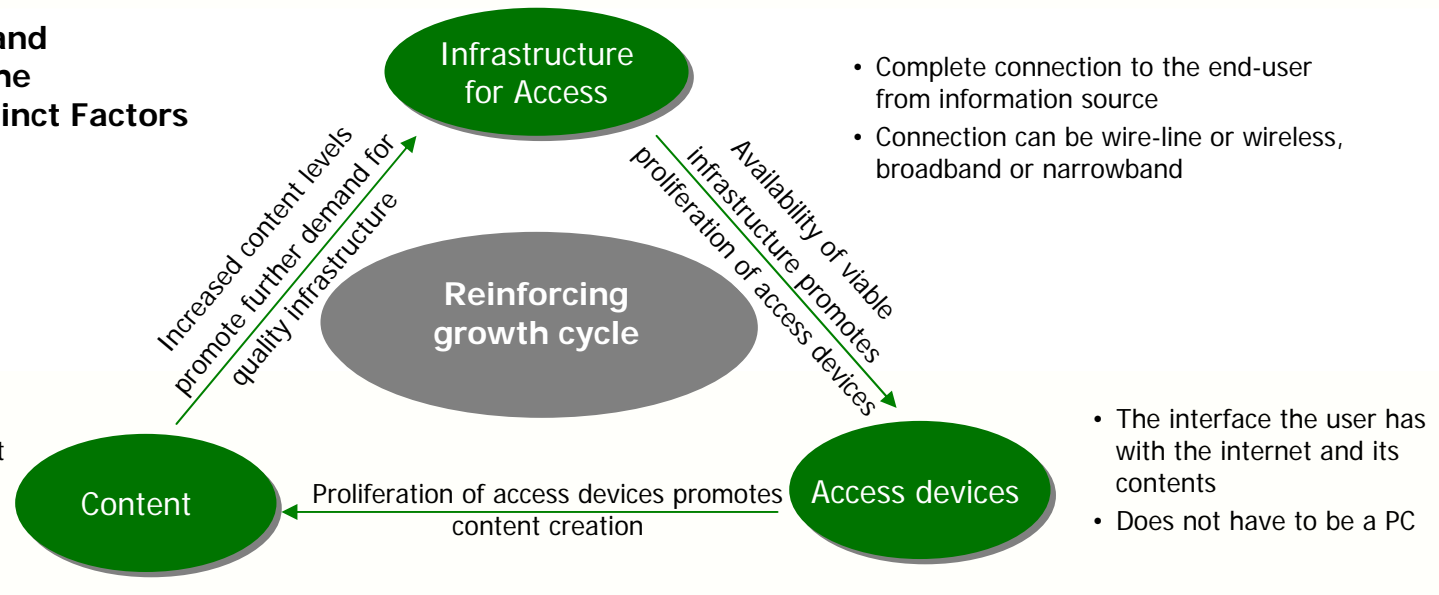 and
Infrastructure
for Access
• Complete connection to the end-user
from information source
• Connection can be wire-line or wireless,
broadband or narrowband
Factors
Increased content levels
promote further demand for
quality infrastructure
Availability of viable
infrastructure promotes
proliferation of access devices
Reinforcing
growth cycle
Content
Proliferation of access devices promotes
content creation
Access devices
• The interface the user has
with the internet and its
contents
• Does not have to be a PC